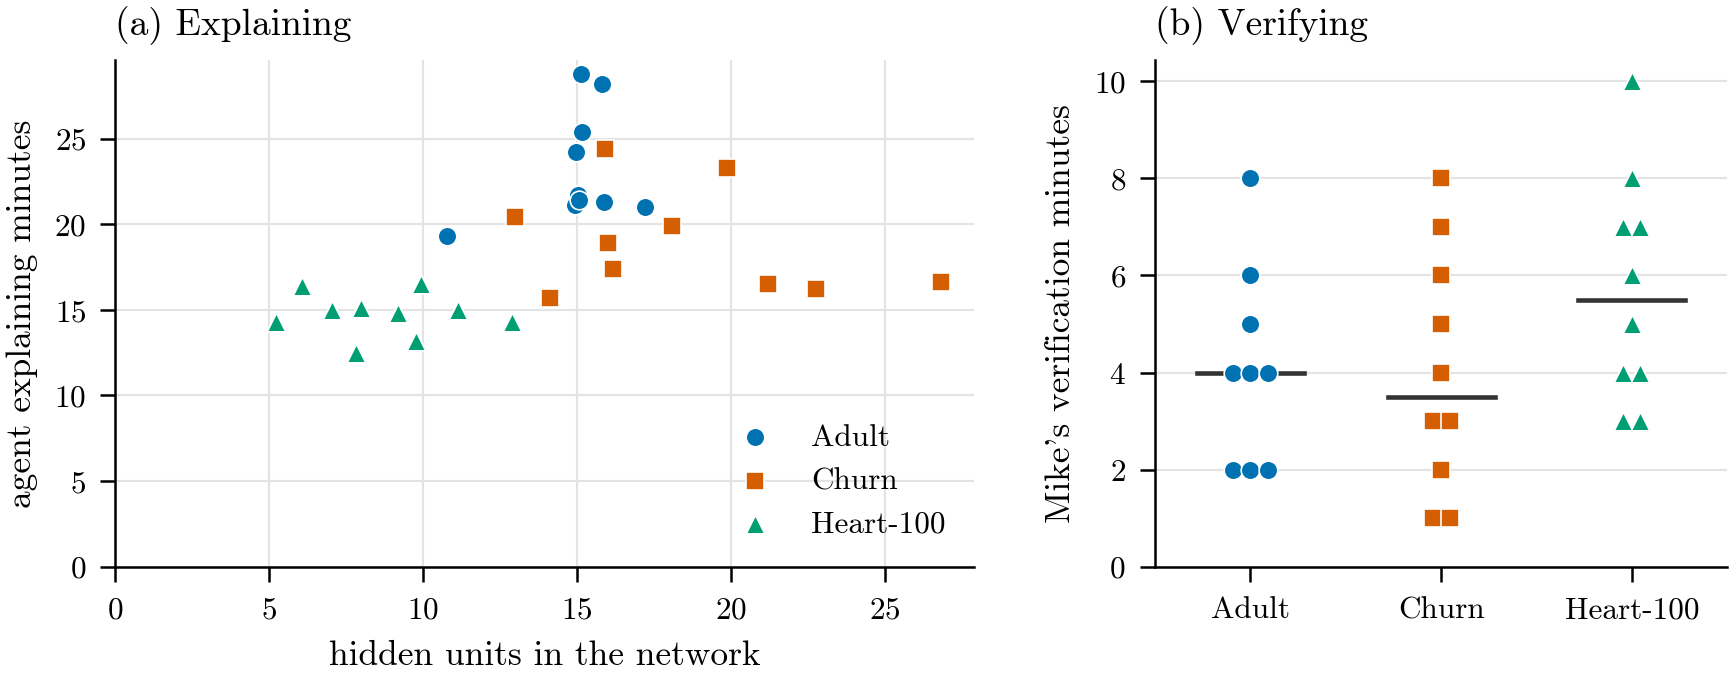 (a) Explaining
agent explaining minutes
25
20
15
10
5
0
0 5 10 15 20 25
hidden units in the network
Adult
Churn
Heart-100
(b) Verifying
Mike's verification minutes
10
8
6
4
2
0
Adult Churn Heart-100